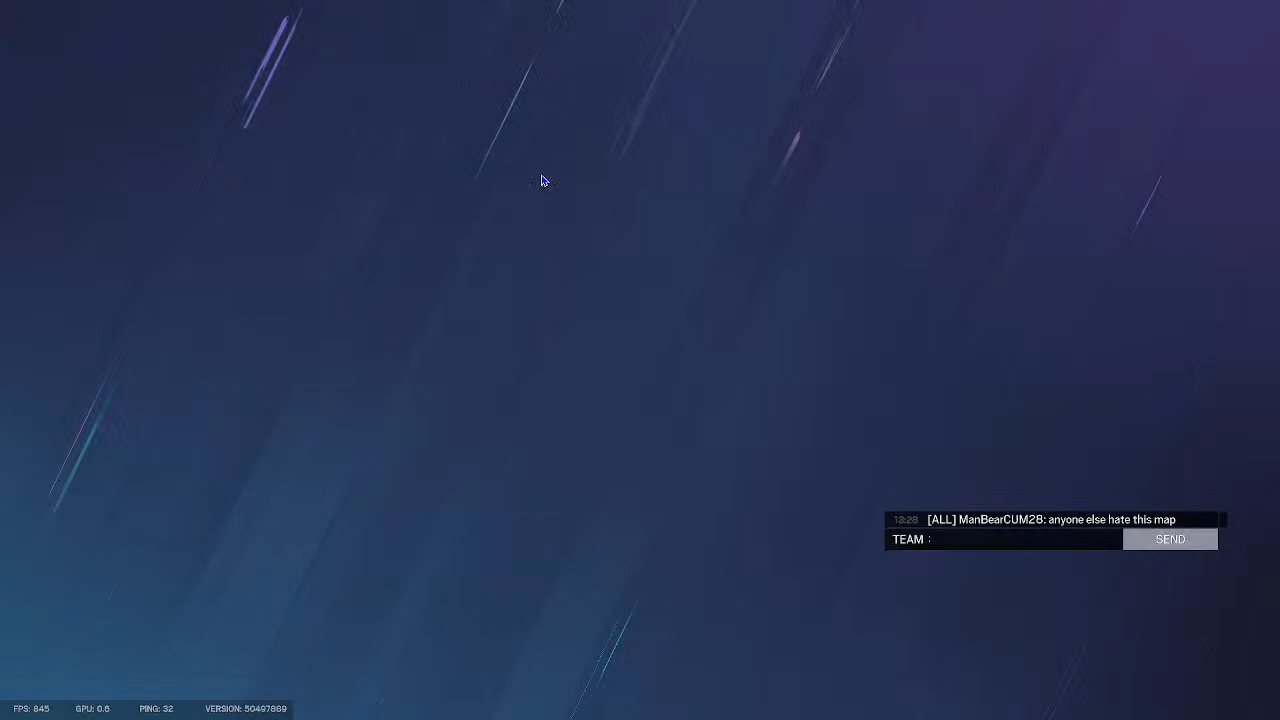 13:28 [ALL] ManBearCUM28: anyone else hate this map
TEAM : SEND
FPS: 845 GPU: 0.6 PING: 32 VERSION: 50497889